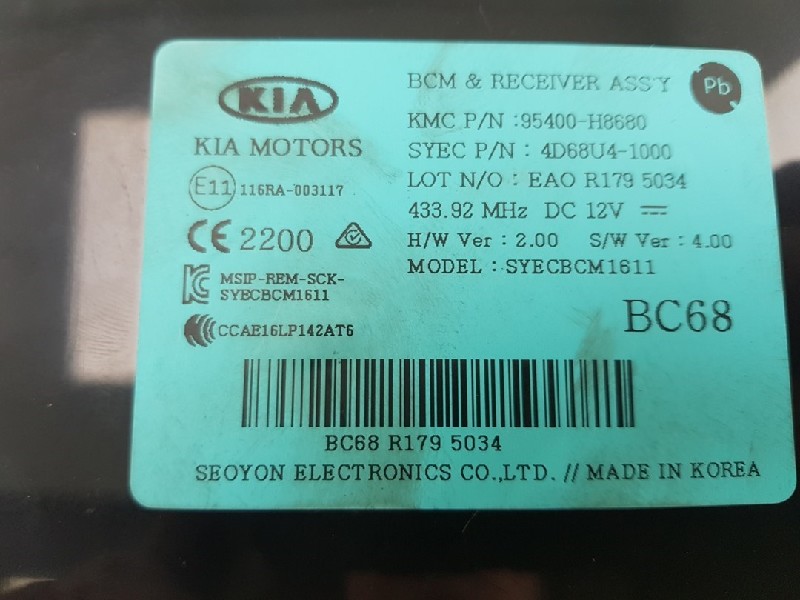 KIA
KIA MOTORS
E11 116RA-003117
CE 2200
MSIP-REM-SCK-
SYECBCM1611
CCAE16LP142AT6
BCM & RECEIVER ASS'Y
Pb
KMC P/N :95400-H8680
SYEC P/N : 4D68U4-1000
LOT N/O : EAO R179 5034
433.92 MHz DC 12V
H/W Ver : 2.00 S/W Ver : 4.00
MODEL : SYECBCM1611
BC68
BC68 R179 5034
SEOYON ELECTRONICS CO.,LTD. // MADE IN KOREA